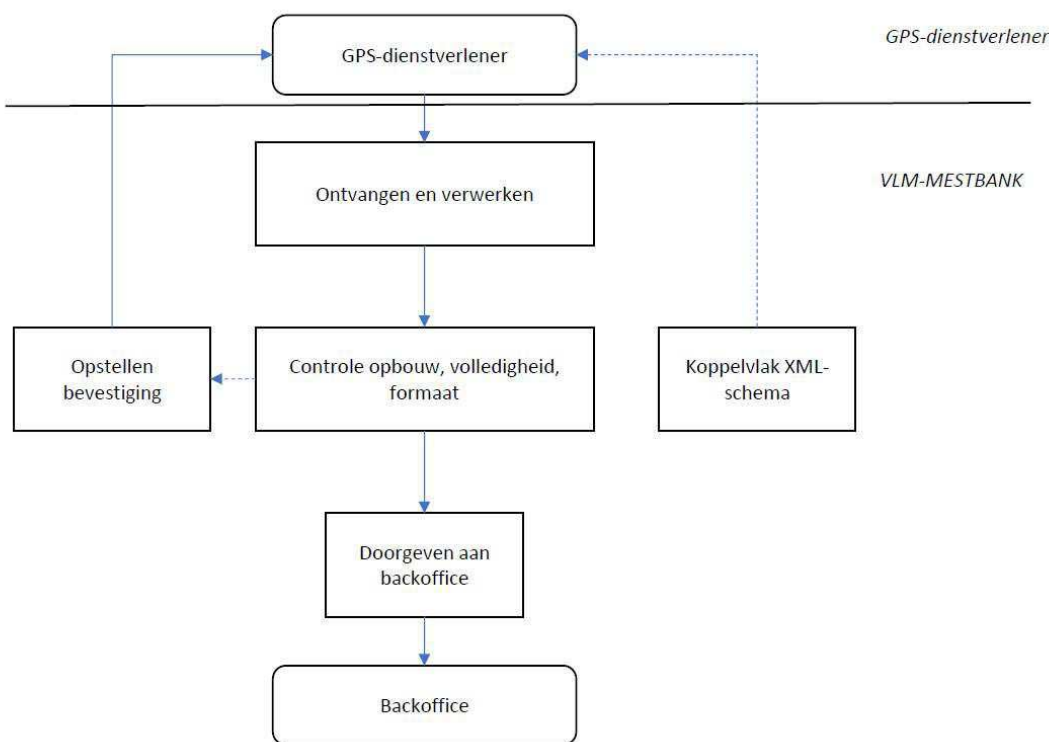 GPS-dienstverlener
GPS-dienstverlener
Ontvangen en verwerken
VLM-MESTBANK
Opstellen
bevestiging
Controle opbouw, volledigheid,
formaat
Koppelvlak XML-
schema
Doorgeven aan
backoffice
Backoffice